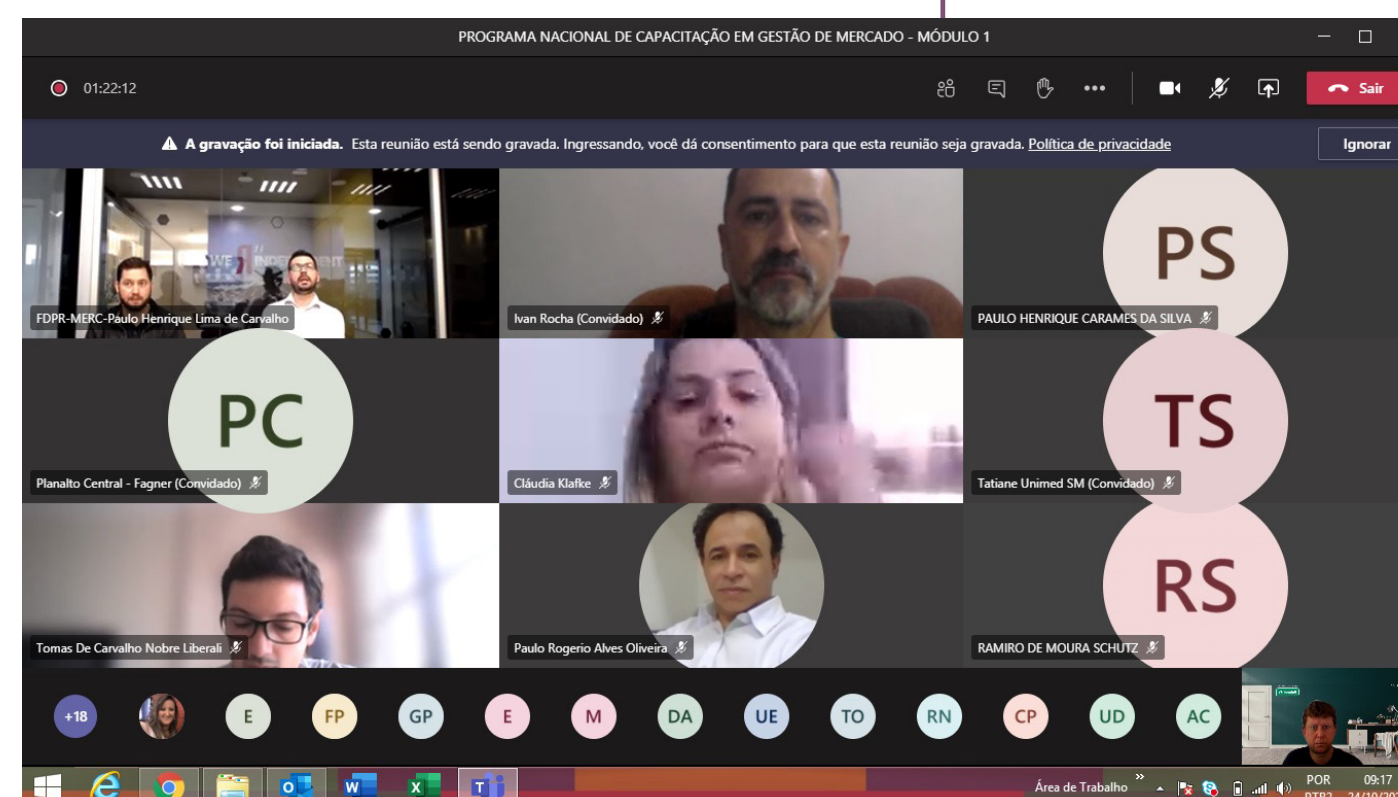 PROGRAMA NACIONAL DE CAPACITAÇÃO EM GESTÃO DE MERCADO - MÓDULO 1
01:22:12
Sair
A gravação foi iniciada. Esta reunião está sendo gravada. Ingressando, você dá consentimento para que esta reunião seja gravada. Política de privacidade
Ignorar
WE INDEPENDENT
FDPR-MERC-Paulo Henrique Lima de Carvalho
Ivan Rocha (Convidado)
PS
PAULO HENRIQUE CARAMES DA SILVA
PC
Planalto Central - Fagner (Convidado)
Cláudia Klafke
TS
Tatiane Unimed SM (Convidado)
Tomas De Carvalho Nobre Liberali
Paulo Rogerio Alves Oliveira
RS
RAMIRO DE MOURA SCHUTZ
+18 E FP GP E M DA UE TO RN CP UD AC
Área de Trabalho
POR 09:17
PTB2